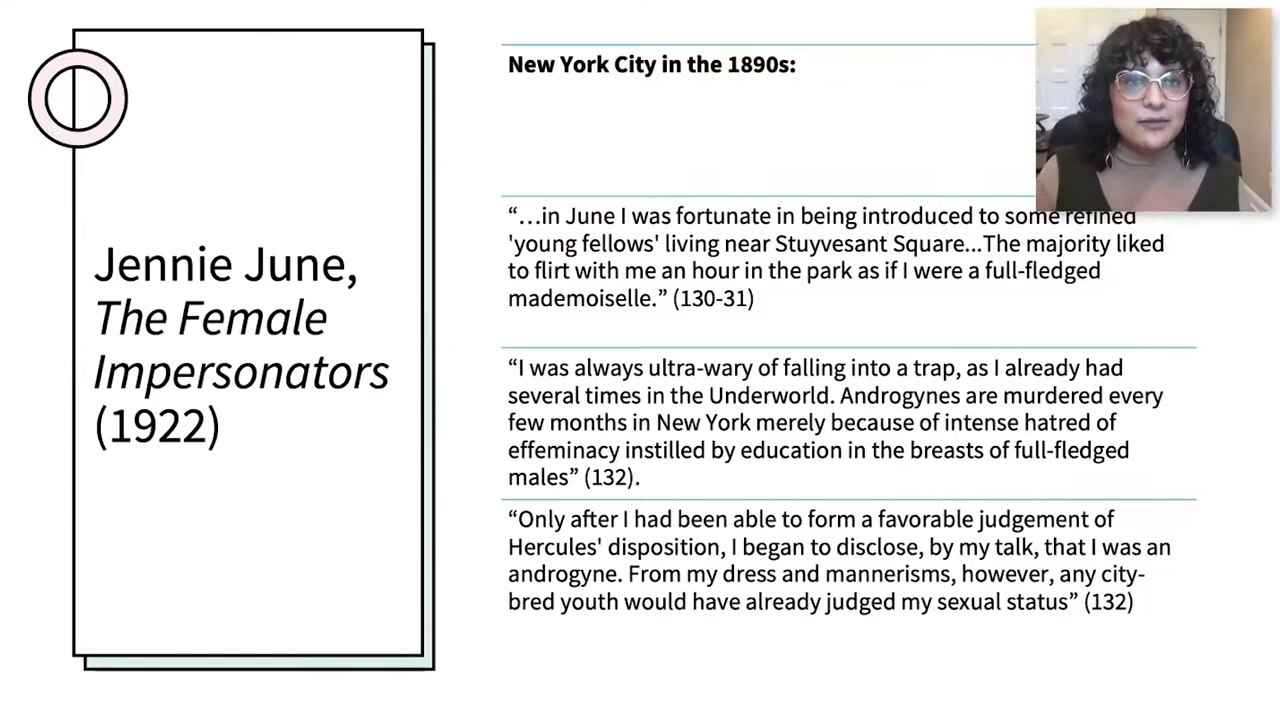 Jennie June,
The Female
Impersonators
(1922)
New York City in the 1890s:
“…in June I was fortunate in being introduced to some refined
'young fellows' living near Stuyvesant Square...The majority liked
to flirt with me an hour in the park as if I were a full-fledged
mademoiselle.” (130-31)
“I was always ultra-wary of falling into a trap, as I already had
several times in the Underworld. Androgynes are murdered every
few months in New York merely because of intense hatred of
effeminacy instilled by education in the breasts of full-fledged
males” (132).
“Only after I had been able to form a favorable judgement of
Hercules' disposition, I began to disclose, by my talk, that I was an
androgyne. From my dress and mannerisms, however, any city-
bred youth would have already judged my sexual status” (132)